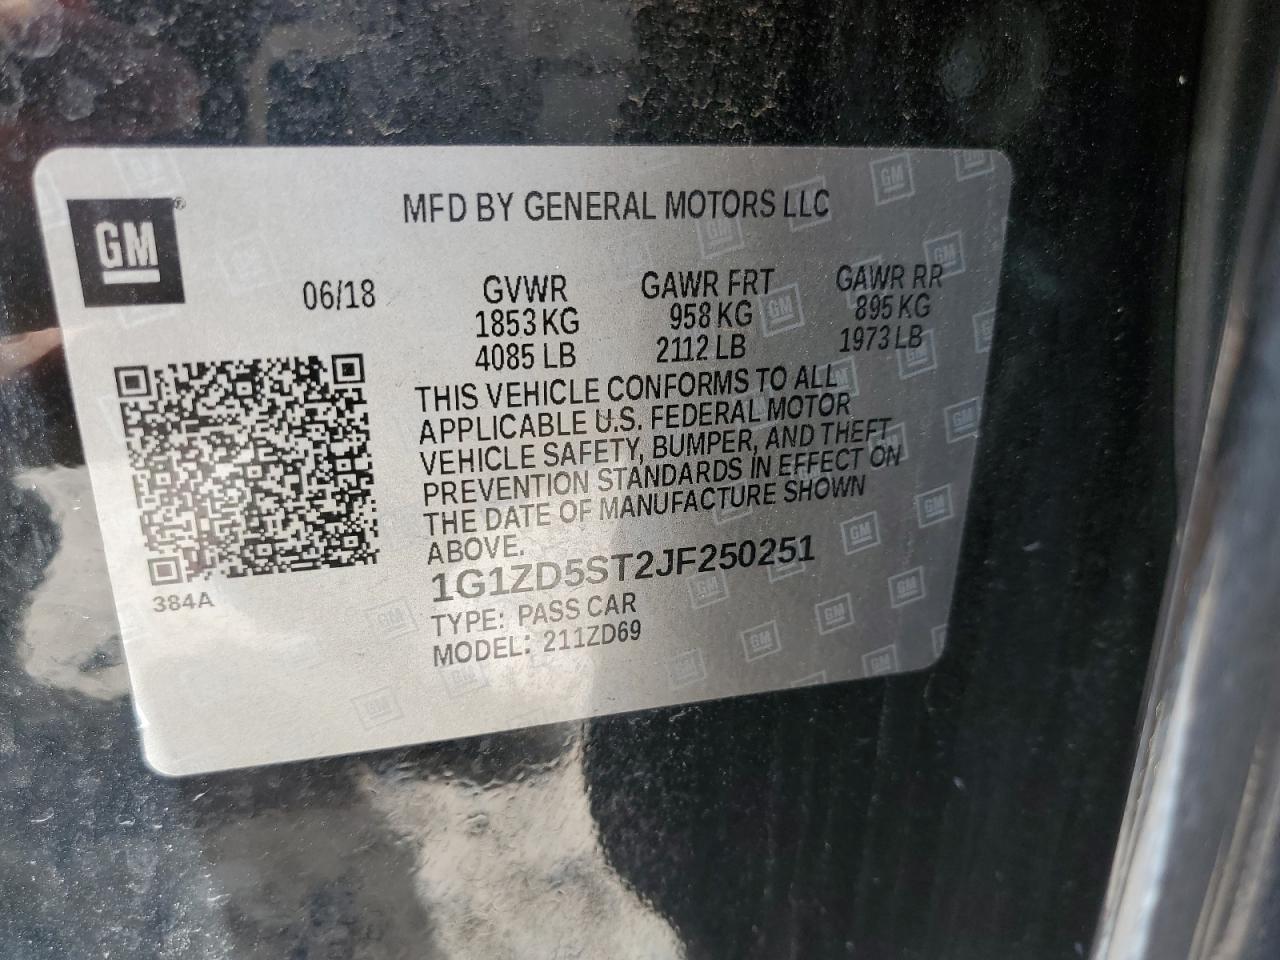 GM
MFD BY GENERAL MOTORS LLC
06/18 GVWR GAWR FRT GAWR RR
1853 KG 958 KG 895 KG
4085 LB 2112 LB 1973 LB
THIS VEHICLE CONFORMS TO ALL
APPLICABLE U.S. FEDERAL MOTOR
VEHICLE SAFETY, BUMPER, AND THEFT
PREVENTION STANDARDS IN EFFECT ON
THE DATE OF MANUFACTURE SHOWN
ABOVE.
1G1ZD5ST2JF250251
384A
TYPE: PASS CAR
MODEL: 211ZD69